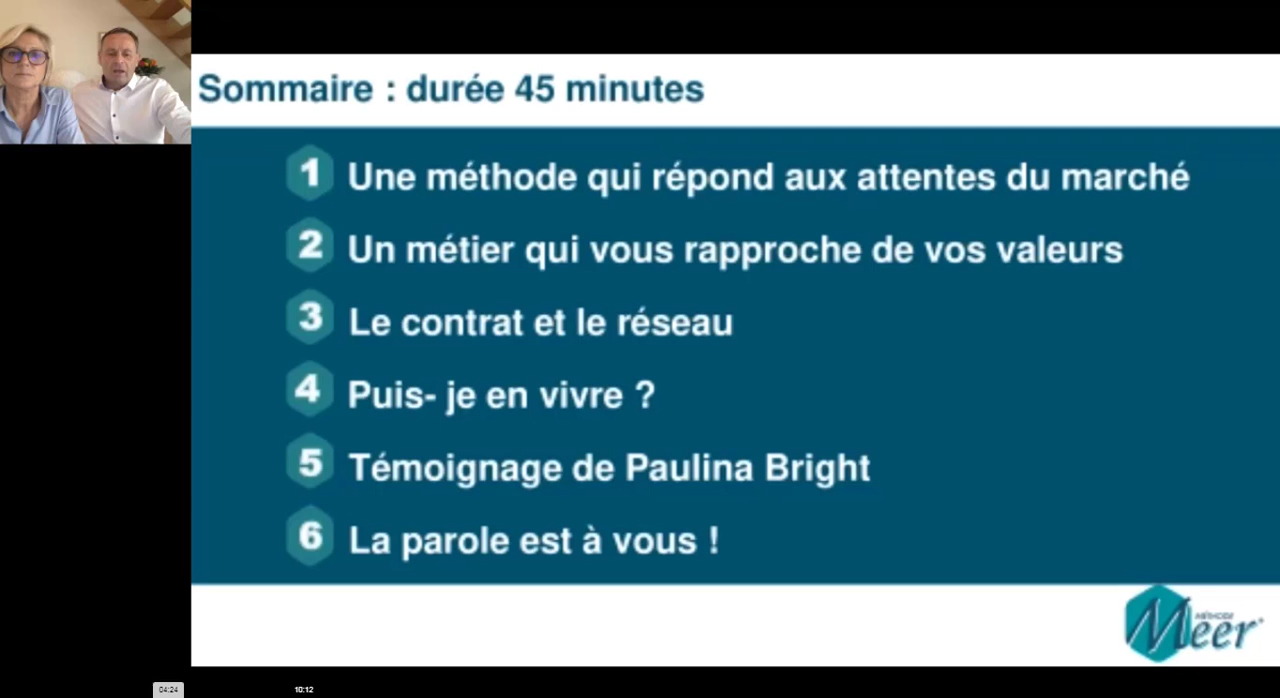 Sommaire : durée 45 minutes
1 Une méthode qui répond aux attentes du marché
2 Un métier qui vous rapproche de vos valeurs
3 Le contrat et le réseau
4 Puis- je en vivre ?
5 Témoignage de Paulina Bright
6 La parole est à vous !
MÉTHODE
Meer®
04:24
10:12